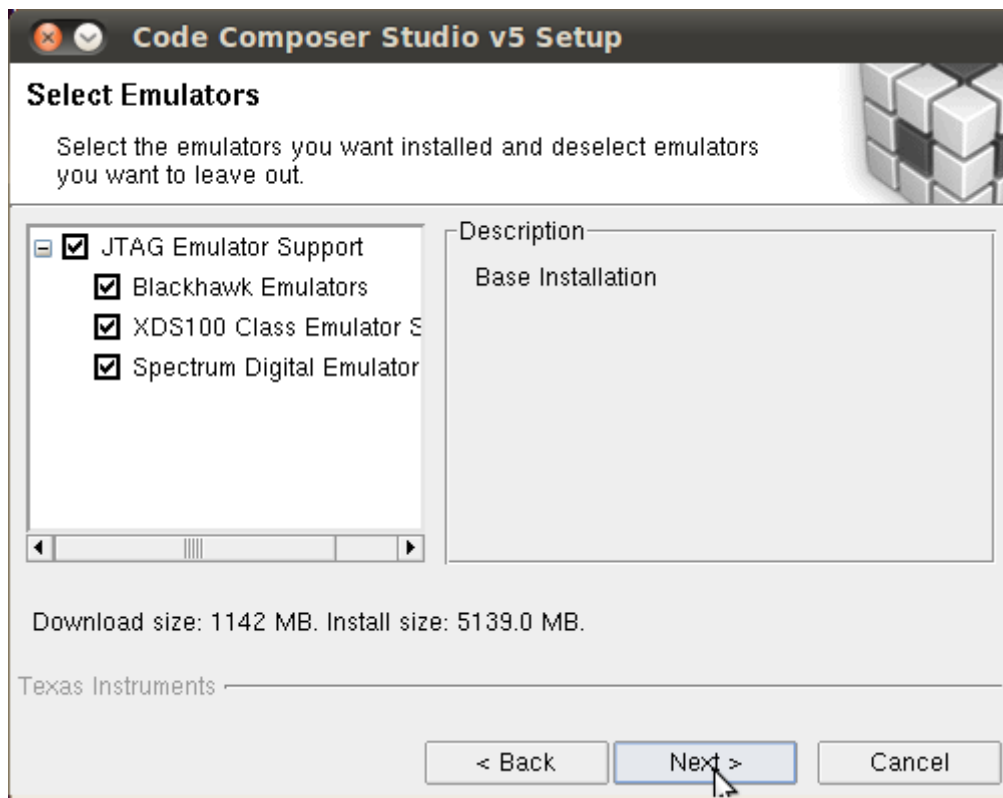 Code Composer Studio v5 Setup
Select Emulators
Select the emulators you want installed and deselect emulators
you want to leave out.
JTAG Emulator Support
Blackhawk Emulators
XDS100 Class Emulator S
Spectrum Digital Emulator
Description
Base Installation
Download size: 1142 MB. Install size: 5139.0 MB.
Texas Instruments
< Back
Next >
Cancel